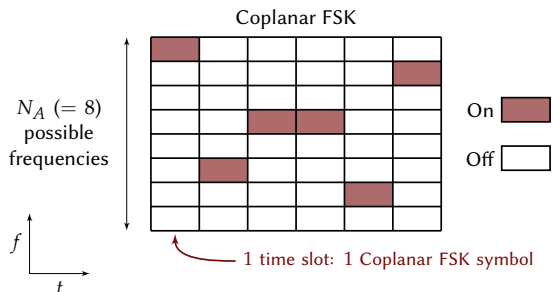 Coplanar FSK
N_A (= 8)
possible
frequencies
On
Off
f
t
1 time slot: 1 Coplanar FSK symbol